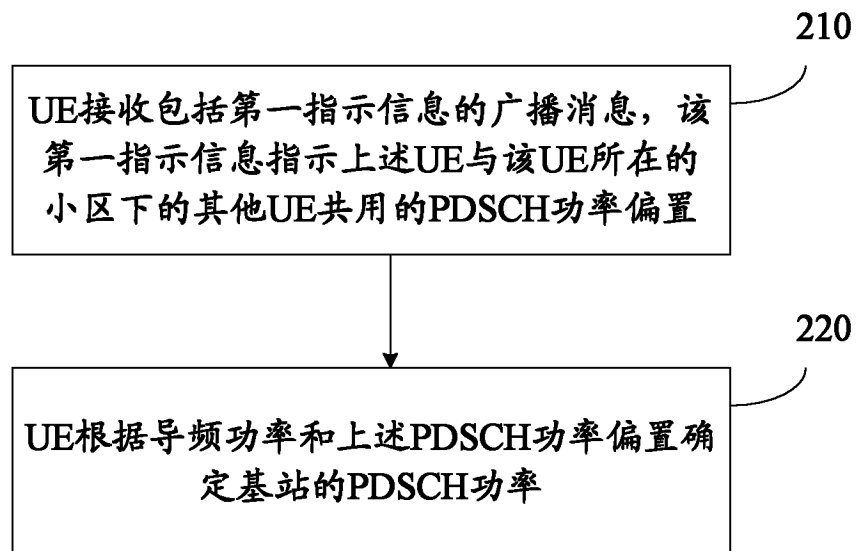 210
UE接收包括第一指示信息的广播消息，该
第一指示信息指示上述UE与该UE所在的
小区下的其他UE共用的PDSCH功率偏置
220
UE根据导频功率和上述PDSCH功率偏置确
定基站的PDSCH功率